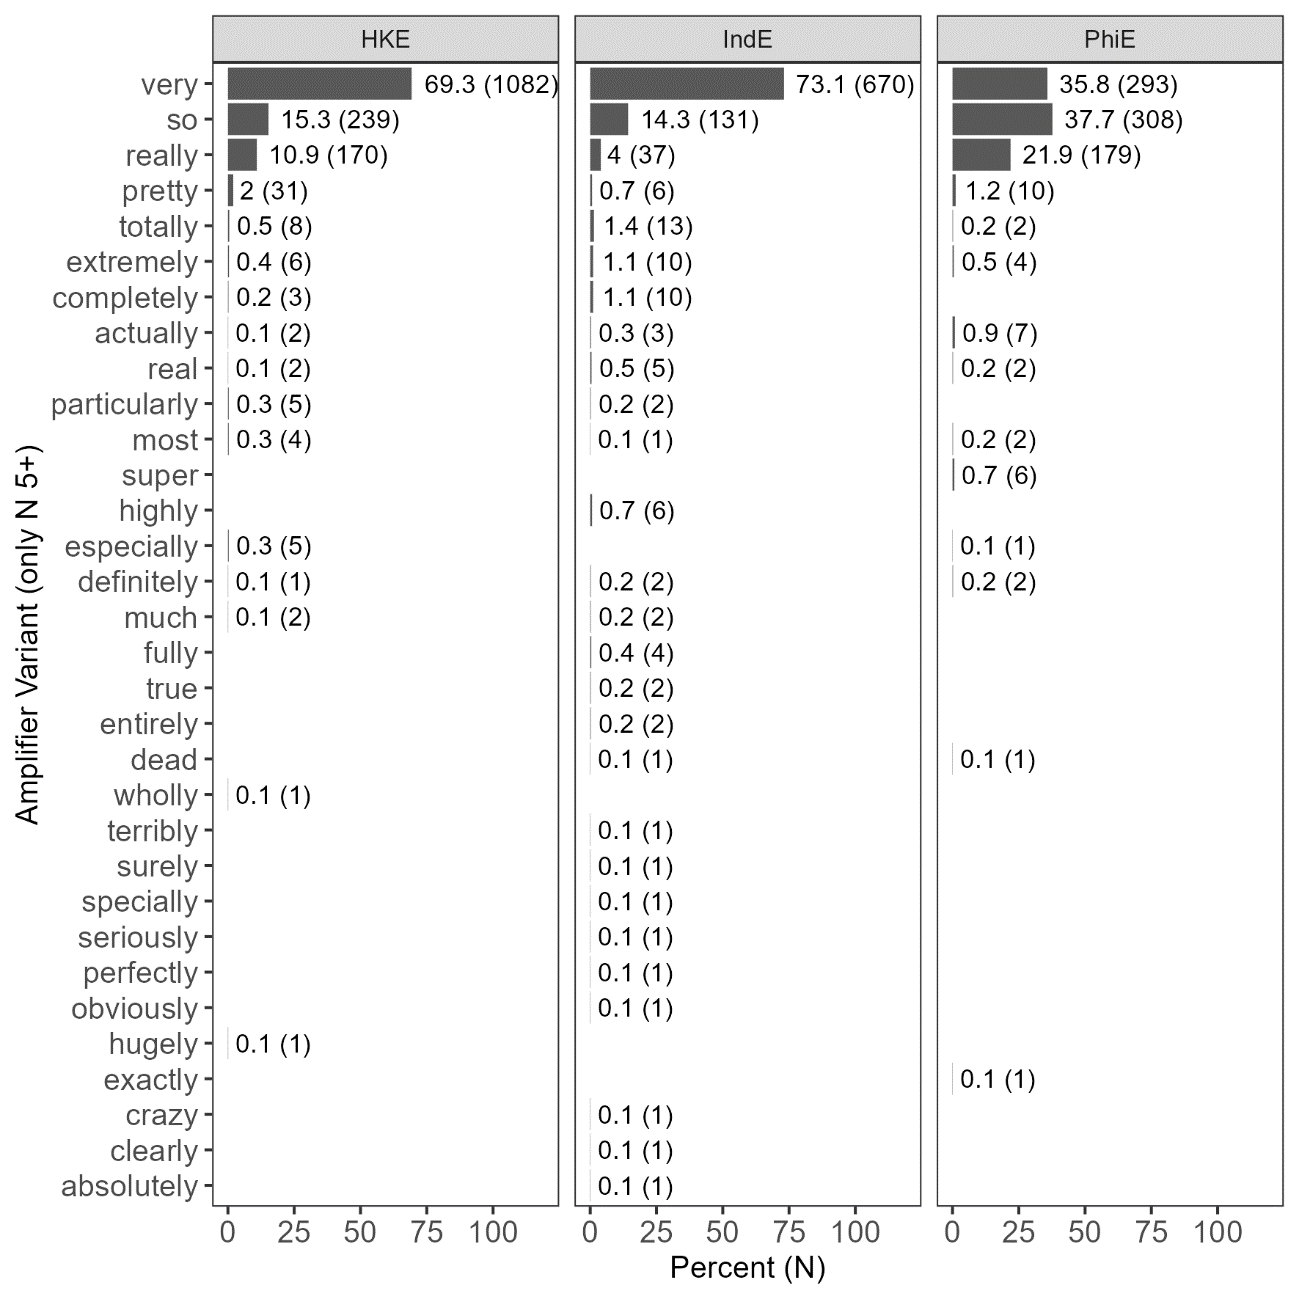 HKE IndE PhiE
very 69.3 (1082) 73.1 (670) 35.8 (293)
so 15.3 (239) 14.3 (131) 37.7 (308)
really 10.9 (170) 4 (37) 21.9 (179)
pretty 2 (31) 0.7 (6) 1.2 (10)
totally 0.5 (8) 1.4 (13) 0.2 (2)
extremely 0.4 (6) 1.1 (10) 0.5 (4)
completely 0.2 (3) 1.1 (10)
actually 0.1 (2) 0.3 (3) 0.9 (7)
real 0.1 (2) 0.5 (5) 0.2 (2)
particularly 0.3 (5) 0.2 (2)
most 0.3 (4) 0.1 (1) 0.2 (2)
super 0.7 (6)
highly 0.7 (6)
especially 0.3 (5) 0.1 (1)
definitely 0.1 (1) 0.2 (2) 0.2 (2)
much 0.1 (2) 0.2 (2)
fully 0.4 (4)
true 0.2 (2)
entirely 0.2 (2)
dead 0.1 (1) 0.1 (1)
wholly 0.1 (1)
terribly 0.1 (1)
surely 0.1 (1)
specially 0.1 (1)
seriously 0.1 (1)
perfectly 0.1 (1)
obviously 0.1 (1)
hugely 0.1 (1)
exactly 0.1 (1)
crazy 0.1 (1)
clearly 0.1 (1)
absolutely 0.1 (1)
0 25 50 75 100 0 25 50 75 100 0 25 50 75 100
Percent (N)
Amplifier Variant (only N 5+)